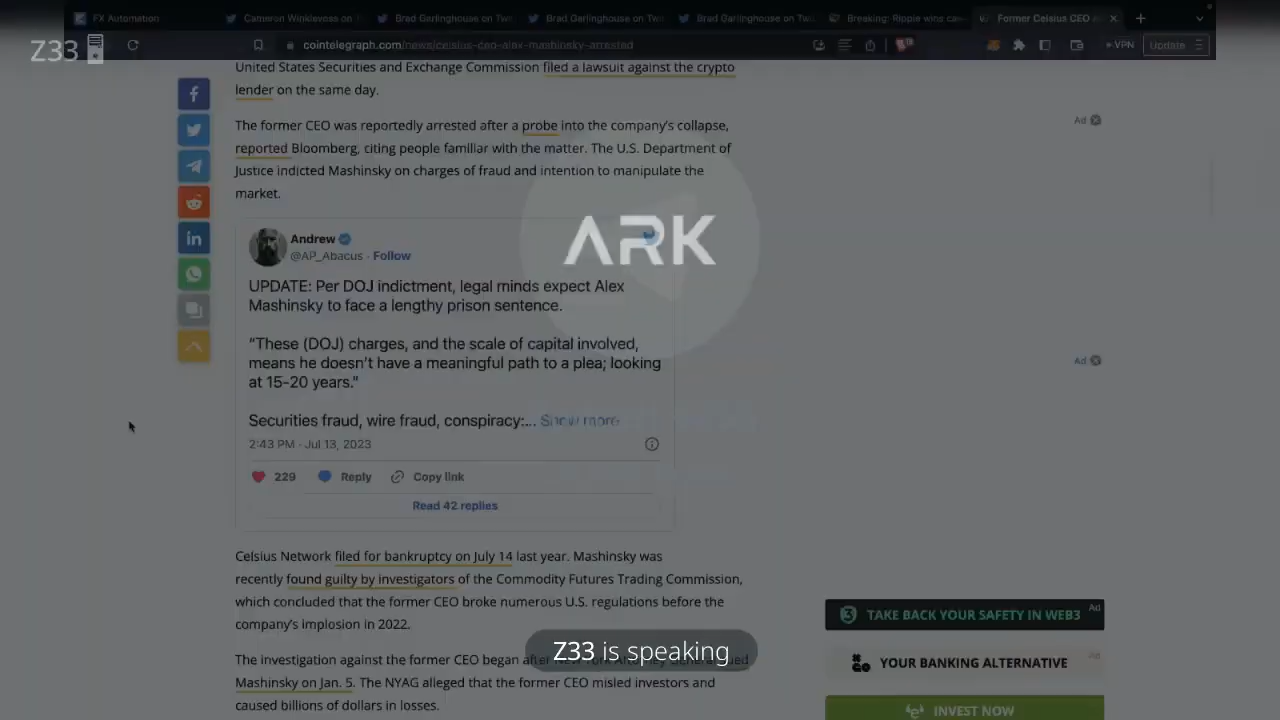 FX Automation
Cameron Winklevoss on
Brad Garlinghouse on Twi
Brad Garlinghouse on Twi
Brad Garlinghouse on Twi
Breaking: Ripple wins cas
Former Celsius CEO
Z33
cointelegraph.com/news/celsius-ceo-alex-mashinsky-arrested
VPN
Update
United States Securities and Exchange Commission filed a lawsuit against the crypto
lender on the same day.
The former CEO was reportedly arrested after a probe into the company's collapse,
reported Bloomberg, citing people familiar with the matter. The U.S. Department of
Justice indicted Mashinsky on charges of fraud and intention to manipulate the
market.
Ad
ARK
Andrew
@AP_Abacus · Follow
UPDATE: Per DOJ indictment, legal minds expect Alex
Mashinsky to face a lengthy prison sentence.
"These (DOJ) charges, and the scale of capital involved,
means he doesn't have a meaningful path to a plea; looking
at 15-20 years."
Securities fraud, wire fraud, conspiracy:... Show more
2:43 PM · Jul 13, 2023
229
Reply
Copy link
Read 42 replies
Ad
Celsius Network filed for bankruptcy on July 14 last year. Mashinsky was
recently found guilty by investigators of the Commodity Futures Trading Commission,
which concluded that the former CEO broke numerous U.S. regulations before the
company's implosion in 2022.
Z33 is speaking
The investigation against the former CEO began after New York Attorney General sued
Mashinsky on Jan. 5. The NYAG alleged that the former CEO misled investors and
caused billions of dollars in losses.
TAKE BACK YOUR SAFETY IN WEB3
Ad
YOUR BANKING ALTERNATIVE
Ad
INVEST NOW